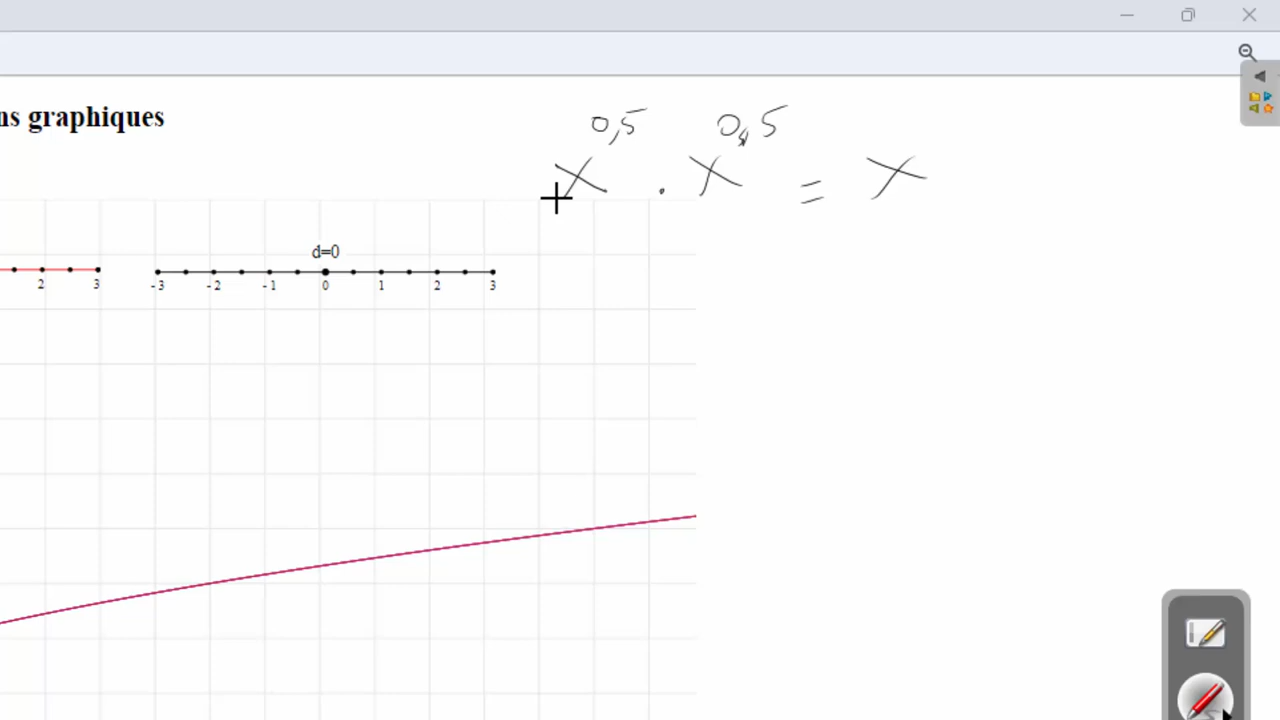 ns graphiques
x^0,5 . x^0,5 = x
d=0
2 3 -3 -2 -1 0 1 2 3